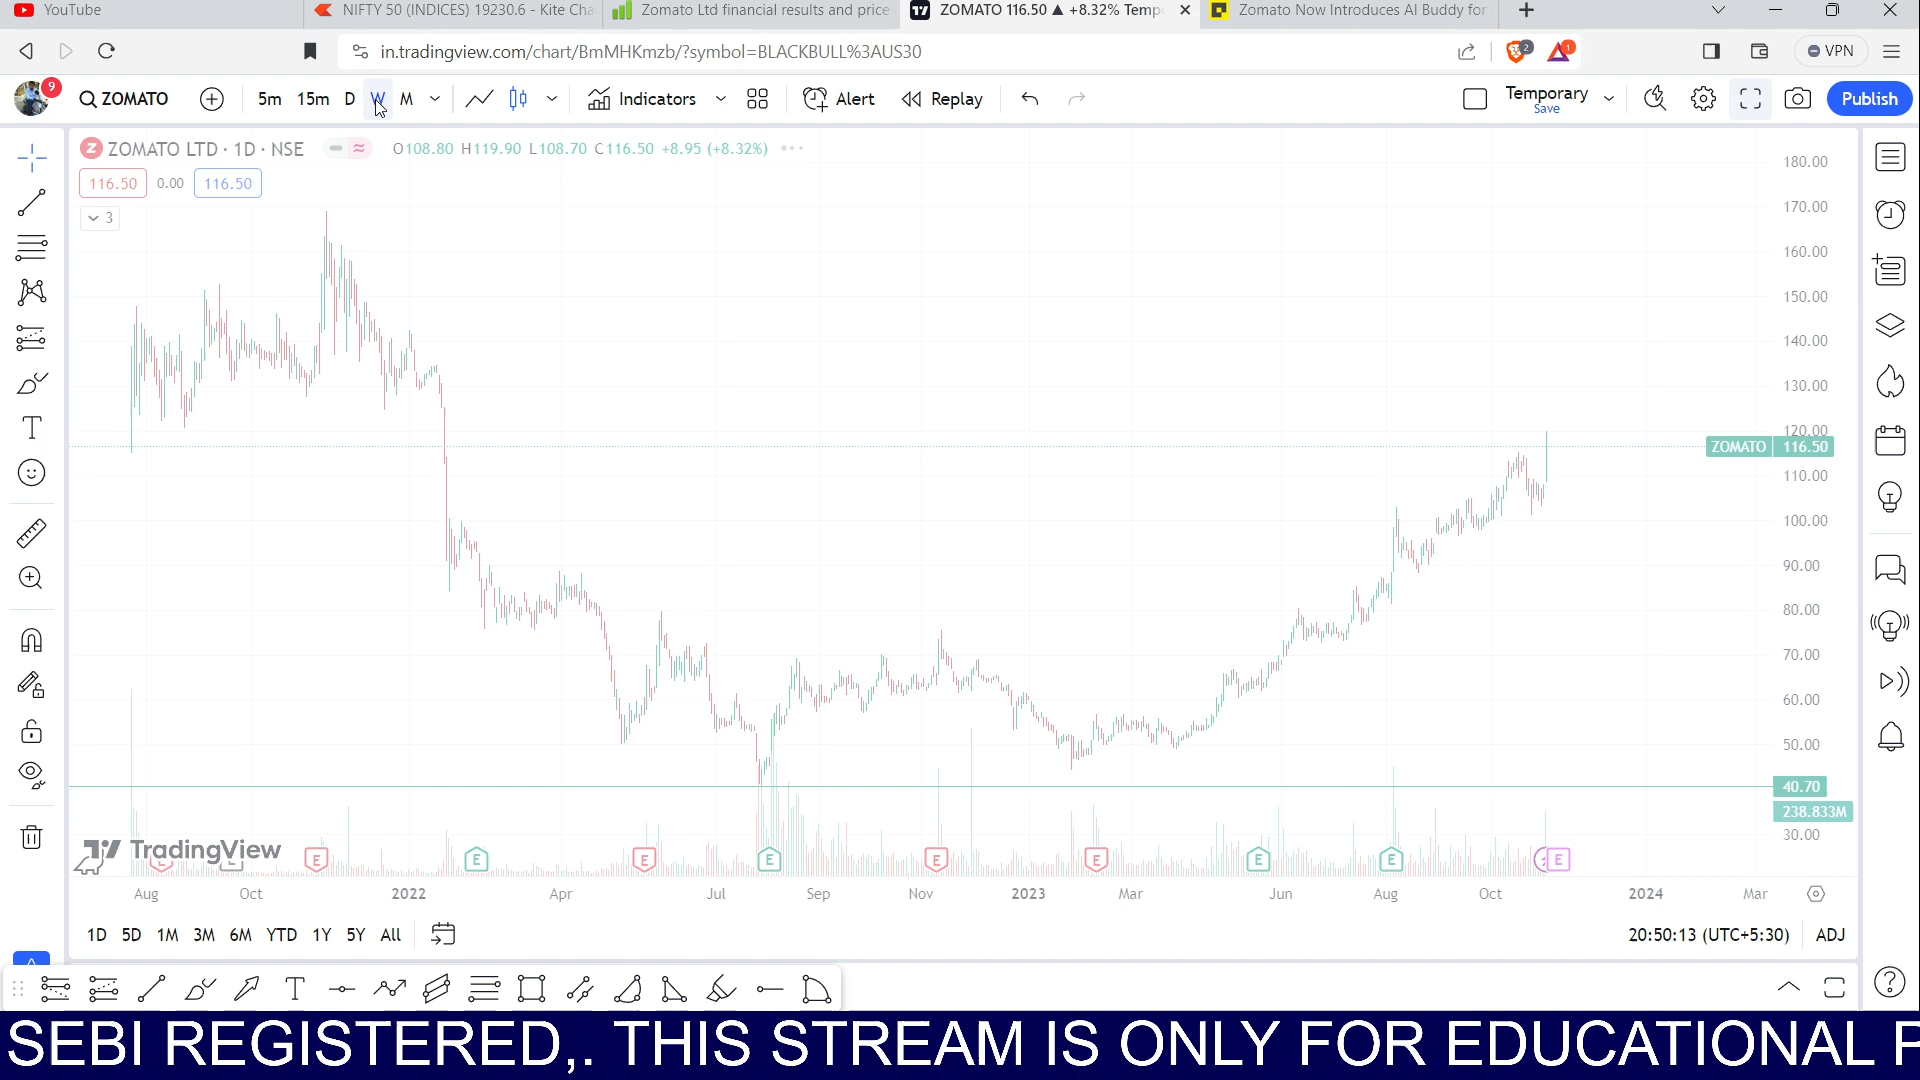 YouTube
NIFTY 50 (INDICES) 19230.6 - Kite Cha
Zomato Ltd financial results and price
ZOMATO 116.50 ▲ +8.32% Temp
Zomato Now Introduces AI Buddy for
in.tradingview.com/chart/BmMHKmzb/?symbol=BLACKBULL%3AUS30
2
1
VPN
9
ZOMATO
5m
15m
D
W
M
Indicators
Alert
Replay
Temporary
Save
Publish
ZOMATO LTD · 1D · NSE
O108.80 H119.90 L108.70 C116.50 +8.95 (+8.32%)
116.50
0.00
116.50
3
180.00
170.00
160.00
150.00
140.00
130.00
120.00
ZOMATO 116.50
110.00
100.00
90.00
80.00
70.00
60.00
50.00
40.70
238.833M
30.00
TradingView
E E E E E E E E E E
Aug Oct 2022 Apr Jul Sep Nov 2023 Mar Jun Aug Oct 2024 Mar
1D 5D 1M 3M 6M YTD 1Y 5Y All
20:50:13 (UTC+5:30)
ADJ
SEBI REGISTERED,. THIS STREAM IS ONLY FOR EDUCATIONAL P